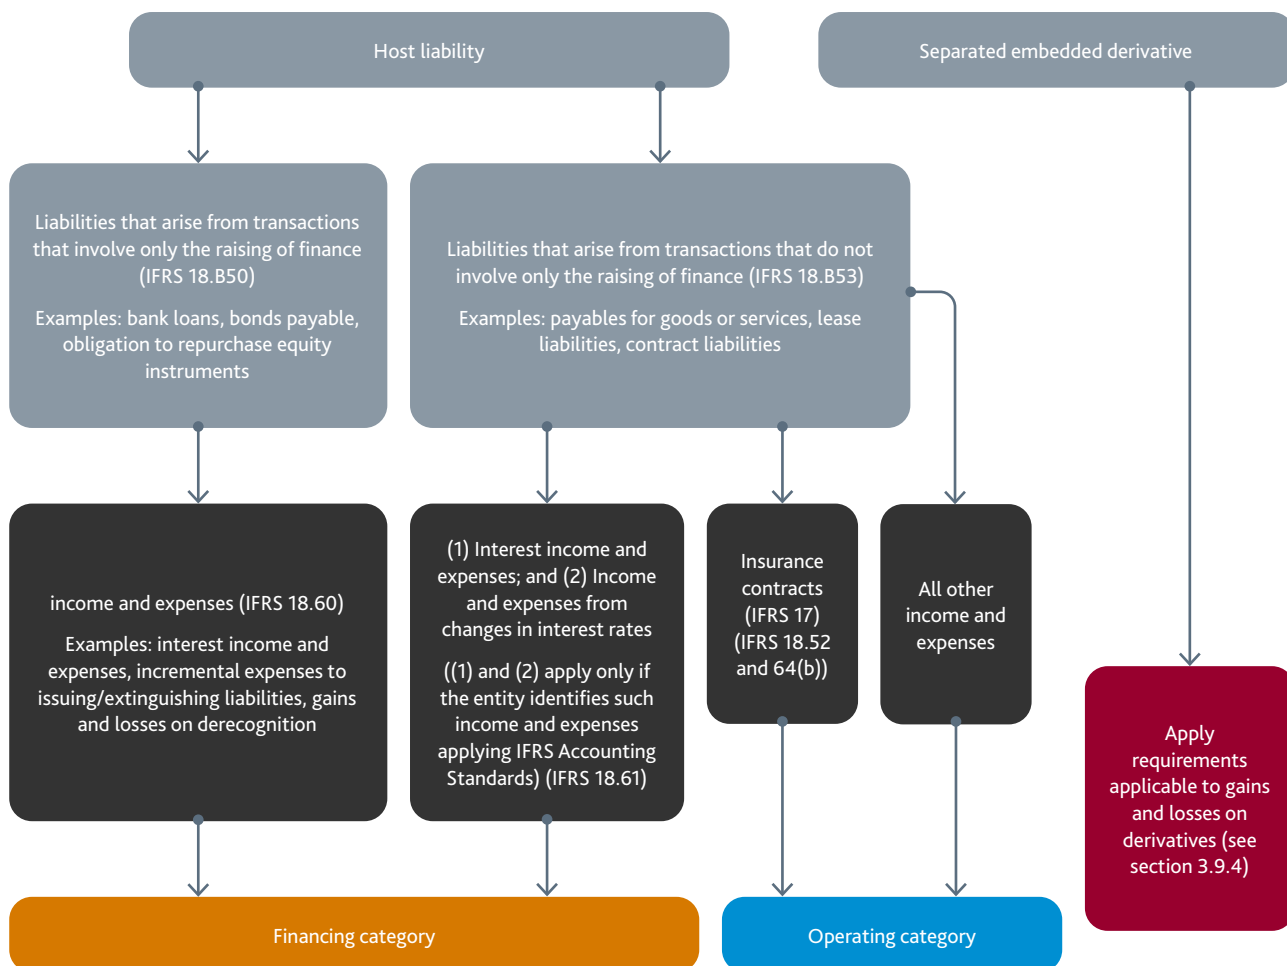 Host liability
Separated embedded derivative
Liabilities that arise from transactions
that involve only the raising of finance
(IFRS 18.B50)
Examples: bank loans, bonds payable,
obligation to repurchase equity
instruments
Liabilities that arise from transactions that do not
involve only the raising of finance (IFRS 18.B53)
Examples: payables for goods or services, lease
liabilities, contract liabilities
income and expenses (IFRS 18.60)
Examples: interest income and
expenses, incremental expenses to
issuing/extinguishing liabilities, gains
and losses on derecognition
(1) Interest income and
expenses; and (2) Income
and expenses from
changes in interest rates
((1) and (2) apply only if
the entity identifies such
income and expenses
applying IFRS Accounting
Standards) (IFRS 18.61)
Insurance
contracts
(IFRS 17)
(IFRS 18.52
and 64(b))
All other
income and
expenses
Apply
requirements
applicable to gains
and losses on
derivatives (see
section 3.9.4)
Financing category
Operating category